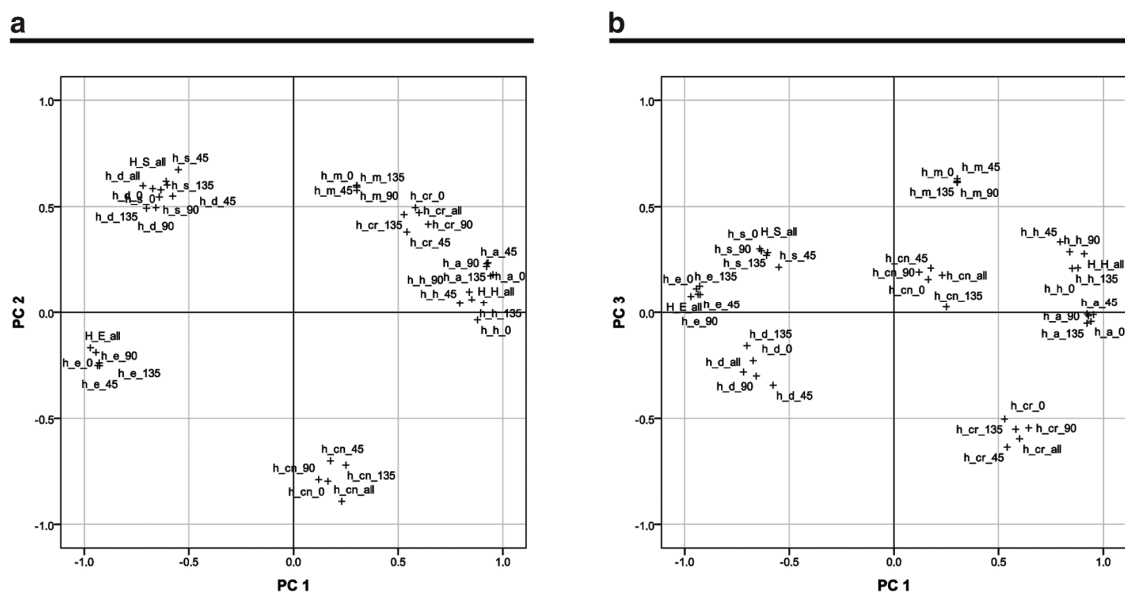 a
b
1.0
0.5
0.0
-0.5
-1.0
PC 2
H_S_all
h_s_45
h_d_all
h_s_135
h_d_0
h_s_0
h_d_45
h_d_135
h_s_90
h_d_90
h_m_0
h_m_135
h_m_45
h_m_90
h_cr_0
h_cr_all
h_cr_135
h_cr_90
h_cr_45
h_a_45
h_a_90
h_a_135
h_a_0
h_h_90
H_H_all
h_h_45
h_h_135
h_h_0
H_E_all
h_e_90
h_e_0
h_e_135
h_e_45
h_cn_45
h_cn_90
h_cn_135
h_cn_0
h_cn_all
-1.0
-0.5
0.0
0.5
1.0
PC 1
1.0
0.5
0.0
-0.5
-1.0
PC 3
h_m_0
h_m_45
h_m_135
h_m_90
h_s_0
H_S_all
h_s_90
h_s_45
h_s_135
h_e_0
h_e_135
H_E_all
h_e_45
h_e_90
h_h_45
h_h_90
h_cn_45
h_cn_90
h_cn_all
h_cn_0
h_cn_135
H_H_all
h_h_0
h_h_135
h_a_45
h_a_90
h_a_135
h_a_0
h_d_135
h_d_0
h_d_all
h_d_90
h_d_45
h_cr_0
h_cr_135
h_cr_90
h_cr_45
h_cr_all
-1.0
-0.5
0.0
0.5
1.0
PC 1